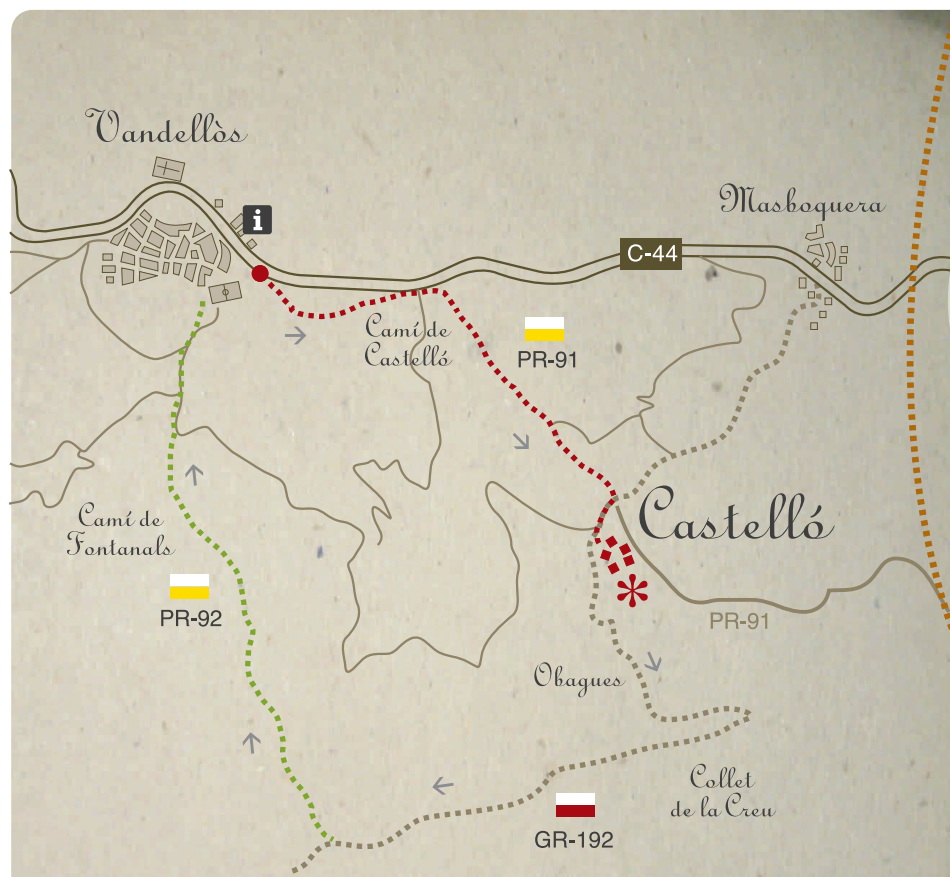 Vandellòs
i
Masboquera
C-44
Camí de
Castelló
PR-91
Castelló
Camí de
Fontanals
PR-92
PR-91
Obagues
Collet
de la Creu
GR-192